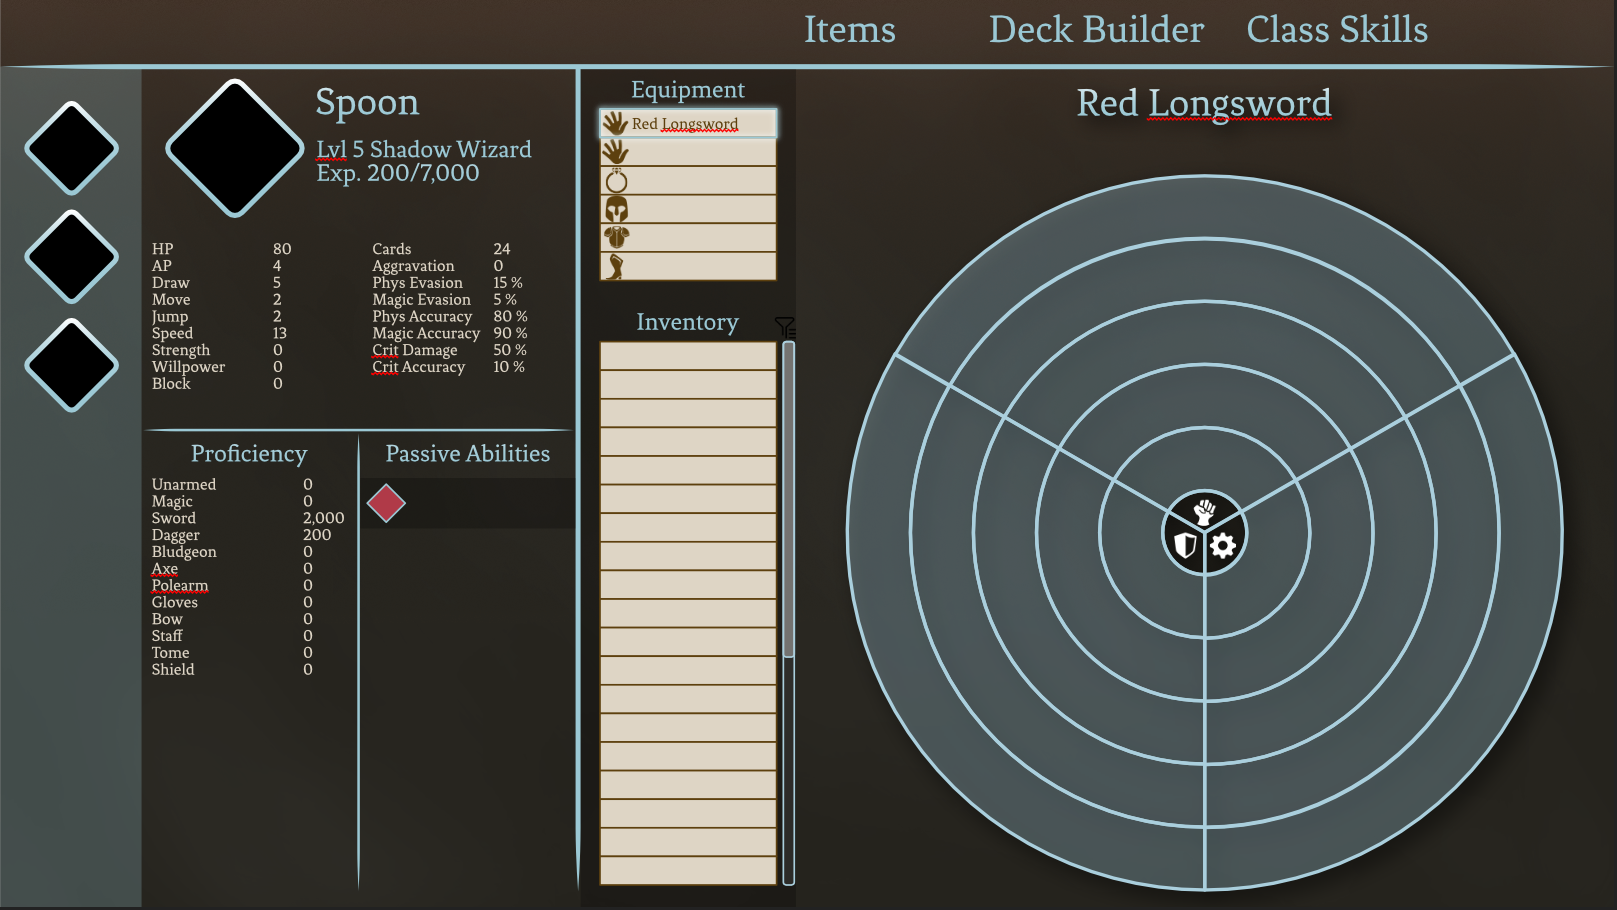 Items Deck Builder Class Skills
Spoon
Lvl 5 Shadow Wizard
Exp. 200/7,000
HP 80
AP 4
Draw 5
Move 2
Jump 2
Speed 13
Strength 0
Willpower 0
Block 0
Cards 24
Aggravation 0
Phys Evasion 15 %
Magic Evasion 5 %
Phys Accuracy 80 %
Magic Accuracy 90 %
Crit Damage 50 %
Crit Accuracy 10 %
Proficiency
Unarmed 0
Magic 0
Sword 2,000
Dagger 200
Bludgeon 0
Axe 0
Polearm 0
Gloves 0
Bow 0
Staff 0
Tome 0
Shield 0
Passive Abilities
Equipment
Red Longsword
Inventory
Red Longsword